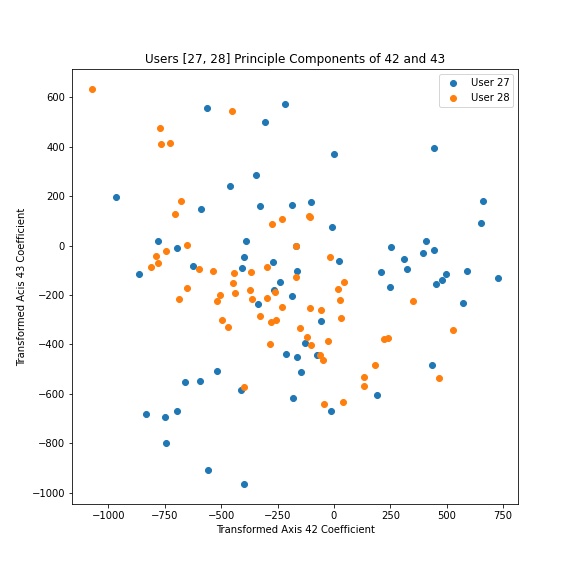 Users [27, 28] Principle Components of 42 and 43
User 27
User 28
Transformed Acis 43 Coefficient
600
400
200
0
−200
−400
−600
−800
−1000
−1000 −750 −500 −250 0 250 500 750
Transformed Axis 42 Coefficient